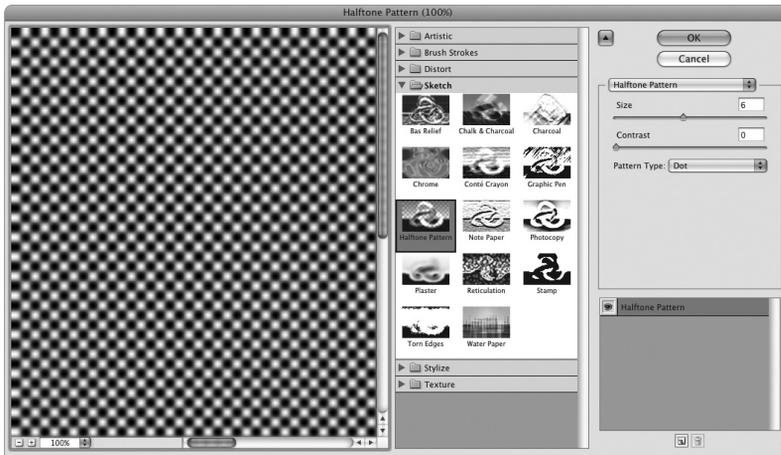 Halftone Pattern (100%)
Artistic
Brush Strokes
Distort
Sketch
Bas Relief
Chalk & Charcoal
Charcoal
Chrome
Conté Crayon
Graphic Pen
Halftone Pattern
Note Paper
Photocopy
Plaster
Reticulation
Stamp
Torn Edges
Water Paper
Stylize
Texture
100%
OK
Cancel
Halftone Pattern
Size 6
Contrast 0
Pattern Type: Dot
Halftone Pattern